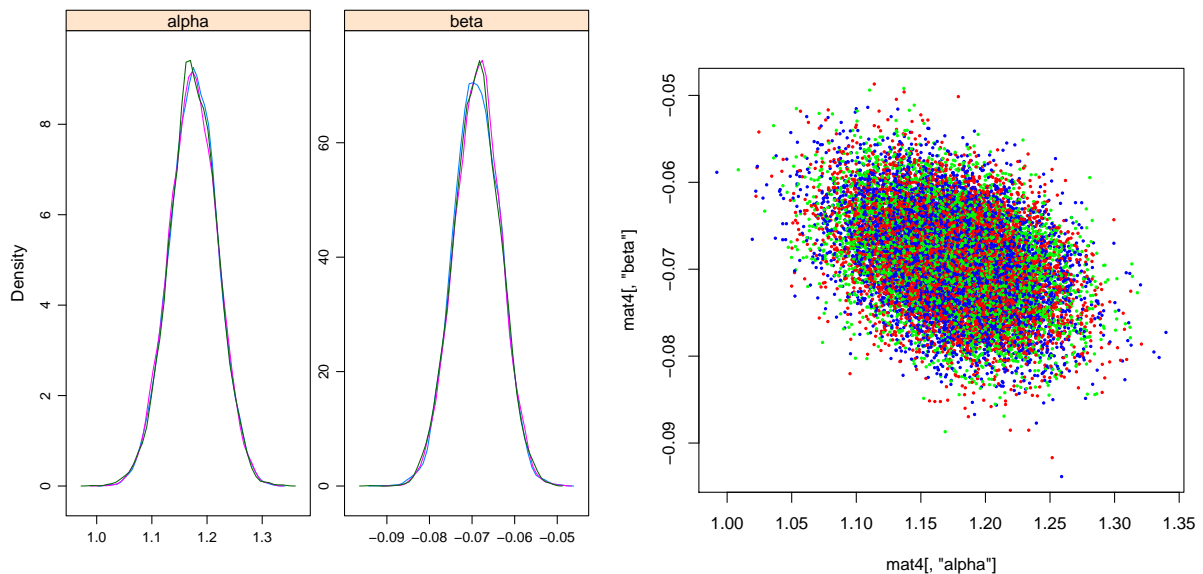 alpha
beta
Density
0 2 4 6 8
0 20 40 60
1.0 1.1 1.2 1.3
−0.09 −0.08 −0.07 −0.06 −0.05
mat4[, "beta"]
−0.05
−0.06
−0.07
−0.08
−0.09
1.00 1.05 1.10 1.15 1.20 1.25 1.30 1.35
mat4[, "alpha"]